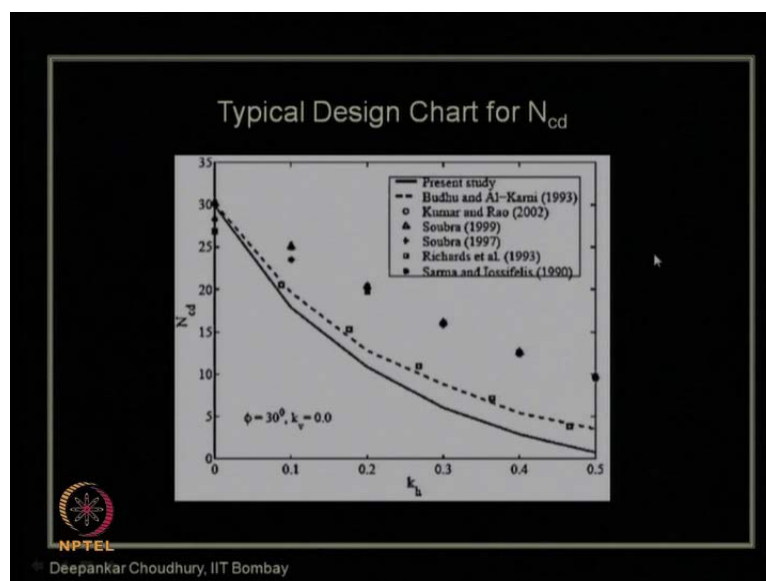 Typical Design Chart for N_cd
35
30
25
20
15
10
5
0
N_cd
Present study
Budhu and Al-Karni (1993)
Kumar and Rao (2002)
Soubra (1999)
Soubra (1997)
Richards et al. (1993)
Sarma and Iossifelis (1990)
ϕ = 30⁰, k_v = 0.0
0 0.1 0.2 0.3 0.4 0.5
k_h
NPTEL
Deepankar Choudhury, IIT Bombay